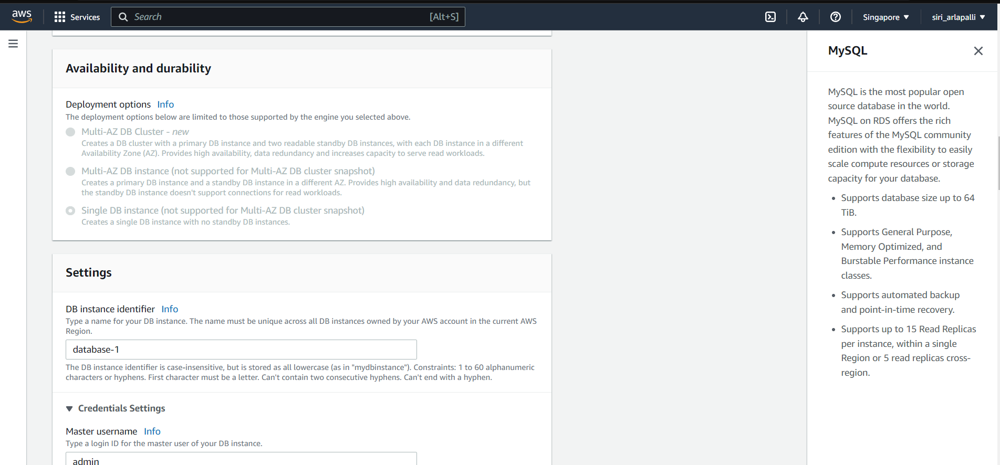 aws
Services
Search
[Alt+S]
Singapore
siri_arlapalli
Availability and durability
Deployment options Info
The deployment options below are limited to those supported by the engine you selected above.
Multi-AZ DB Cluster - new
Creates a DB cluster with a primary DB instance and two readable standby DB instances, with each DB instance in a different
Availability Zone (AZ). Provides high availability, data redundancy and increases capacity to serve read workloads.
Multi-AZ DB instance (not supported for Multi-AZ DB cluster snapshot)
Creates a primary DB instance and a standby DB instance in a different AZ. Provides high availability and data redundancy, but
the standby DB instance doesn't support connections for read workloads.
Single DB instance (not supported for Multi-AZ DB cluster snapshot)
Creates a single DB instance with no standby DB instances.
Settings
DB instance identifier Info
Type a name for your DB instance. The name must be unique across all DB instances owned by your AWS account in the current AWS
Region.
database-1
The DB instance identifier is case-insensitive, but is stored as all lowercase (as in "mydbinstance"). Constraints: 1 to 60 alphanumeric
characters or hyphens. First character must be a letter. Can't contain two consecutive hyphens. Can't end with a hyphen.
Credentials Settings
Master username Info
Type a login ID for the master user of your DB instance.
admin
MySQL
MySQL is the most popular open
source database in the world.
MySQL on RDS offers the rich
features of the MySQL community
edition with the flexibility to easily
scale compute resources or storage
capacity for your database.
• Supports database size up to 64
TiB.
• Supports General Purpose,
Memory Optimized, and
Burstable Performance instance
classes.
• Supports automated backup
and point-in-time recovery.
• Supports up to 15 Read Replicas
per instance, within a single
Region or 5 read replicas cross-
region.